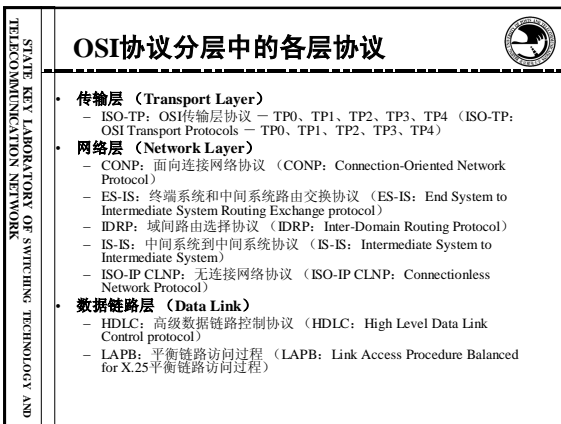 OSI协议分层中的各层协议
STATE KEY LABORATORY OF SWITCHING TECHNOLOGY AND
TELECOMMUNICATION NETWORK
• 传输层 （Transport Layer）
– ISO-TP：OSI传输层协议 － TP0、TP1、TP2、TP3、TP4 （ISO-TP:
OSI Transport Protocols － TP0、TP1、TP2、TP3、TP4）
• 网络层 （Network Layer）
– CONP：面向连接网络协议 （CONP：Connection-Oriented Network
Protocol）
– ES-IS：终端系统和中间系统路由交换协议 （ES-IS：End System to
Intermediate System Routing Exchange protocol）
– IDRP：域间路由选择协议 （IDRP：Inter-Domain Routing Protocol）
– IS-IS：中间系统到中间系统协议 （IS-IS：Intermediate System to
Intermediate System）
– ISO-IP CLNP：无连接网络协议 （ISO-IP CLNP：Connectionless
Network Protocol）
• 数据链路层 （Data Link）
– HDLC：高级数据链路控制协议 （HDLC：High Level Data Link
Control protocol）
– LAPB：平衡链路访问过程 （LAPB：Link Access Procedure Balanced
for X.25平衡链路访问过程）